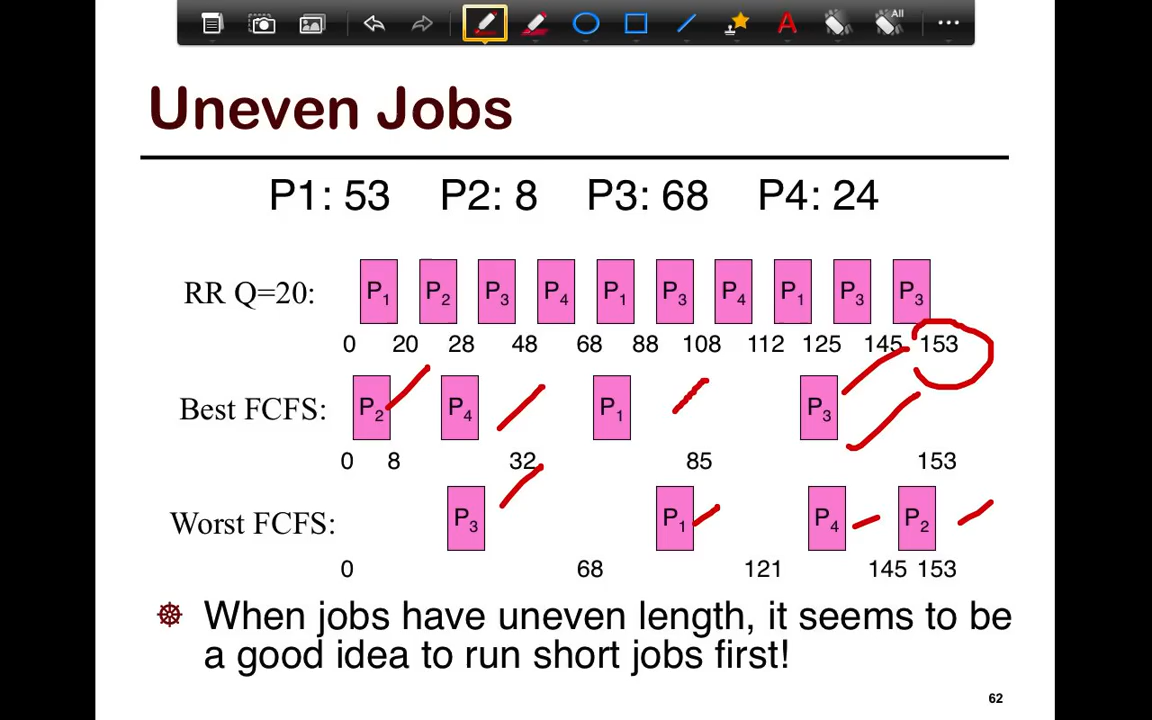 All
A
Uneven Jobs
P1: 53 P2: 8 P3: 68 P4: 24
RR Q=20: P1 P2 P3 P4 P1 P3 P4 P1 P3 P3
0 20 28 48 68 88 108 112 125 145 153
Best FCFS: P2 P4 P1 P3
0 8 32 85 153
Worst FCFS: P3 P1 P4 P2
0 68 121 145 153
When jobs have uneven length, it seems to be
a good idea to run short jobs first!
62